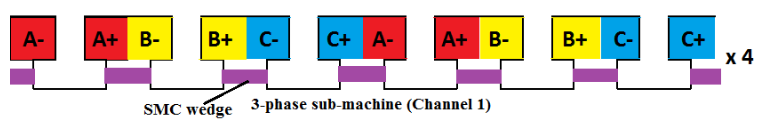 A- A+ B- B+ C- C+ A- A+ B- B+ C- C+
x 4
SMC wedge 3-phase sub-machine (Channel 1)